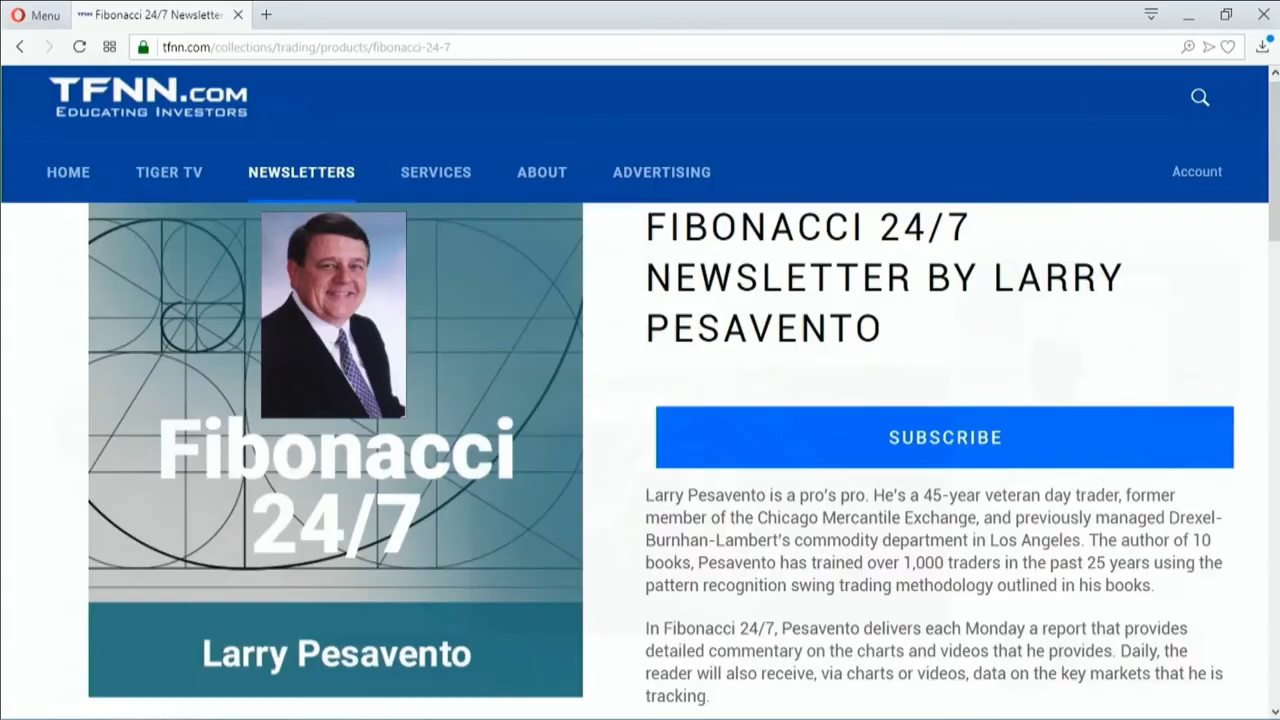 Menu
TFNN Fibonacci 24/7 Newsletter
tfnn.com/collections/trading/products/fibonacci-24-7
TFNN.COM
EDUCATING INVESTORS
HOME TIGER TV NEWSLETTERS SERVICES ABOUT ADVERTISING Account
Fibonacci
24/7
Larry Pesavento
FIBONACCI 24/7
NEWSLETTER BY LARRY
PESAVENTO
SUBSCRIBE
Larry Pesavento is a pro's pro. He's a 45-year veteran day trader, former
member of the Chicago Mercantile Exchange, and previously managed Drexel-
Burnhan-Lambert's commodity department in Los Angeles. The author of 10
books, Pesavento has trained over 1,000 traders in the past 25 years using the
pattern recognition swing trading methodology outlined in his books.
In Fibonacci 24/7, Pesavento delivers each Monday a report that provides
detailed commentary on the charts and videos that he provides. Daily, the
reader will also receive, via charts or videos, data on the key markets that he is
tracking.